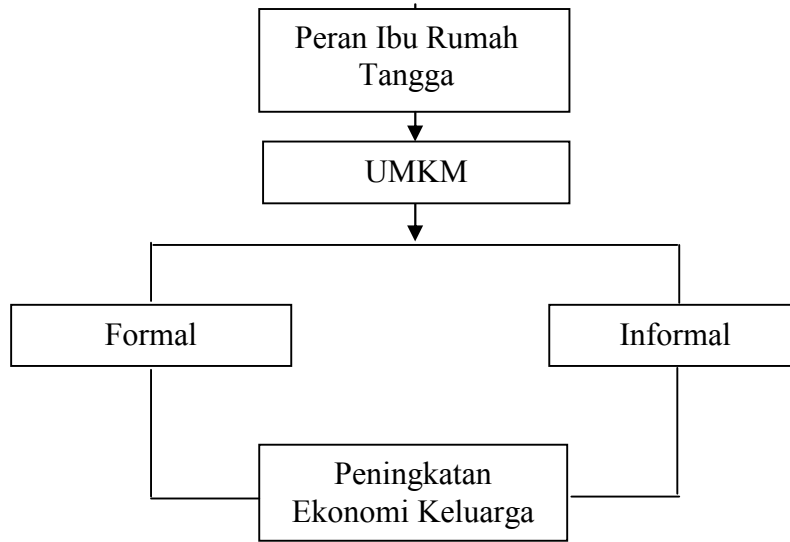 Peran Ibu Rumah
Tangga
UMKM
Formal
Informal
Peningkatan
Ekonomi Keluarga